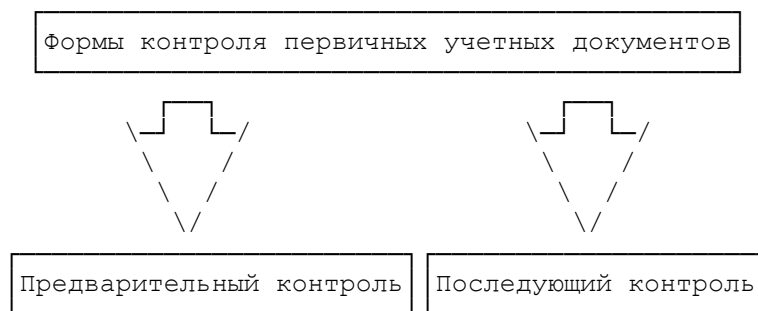 Формы контроля первичных учетных документов
Предварительный контроль
Последующий контроль